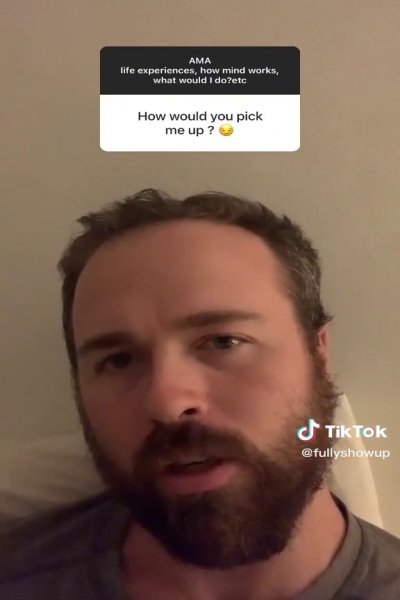 AMA
life experiences, how mind works,
what would I do?etc
How would you pick
me up ? 😏
TikTok
@fullyshowup